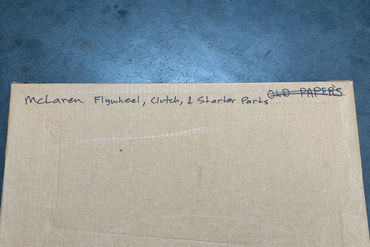 McLaren Flywheel, Clutch, & Starter Parts OLD PAPERS